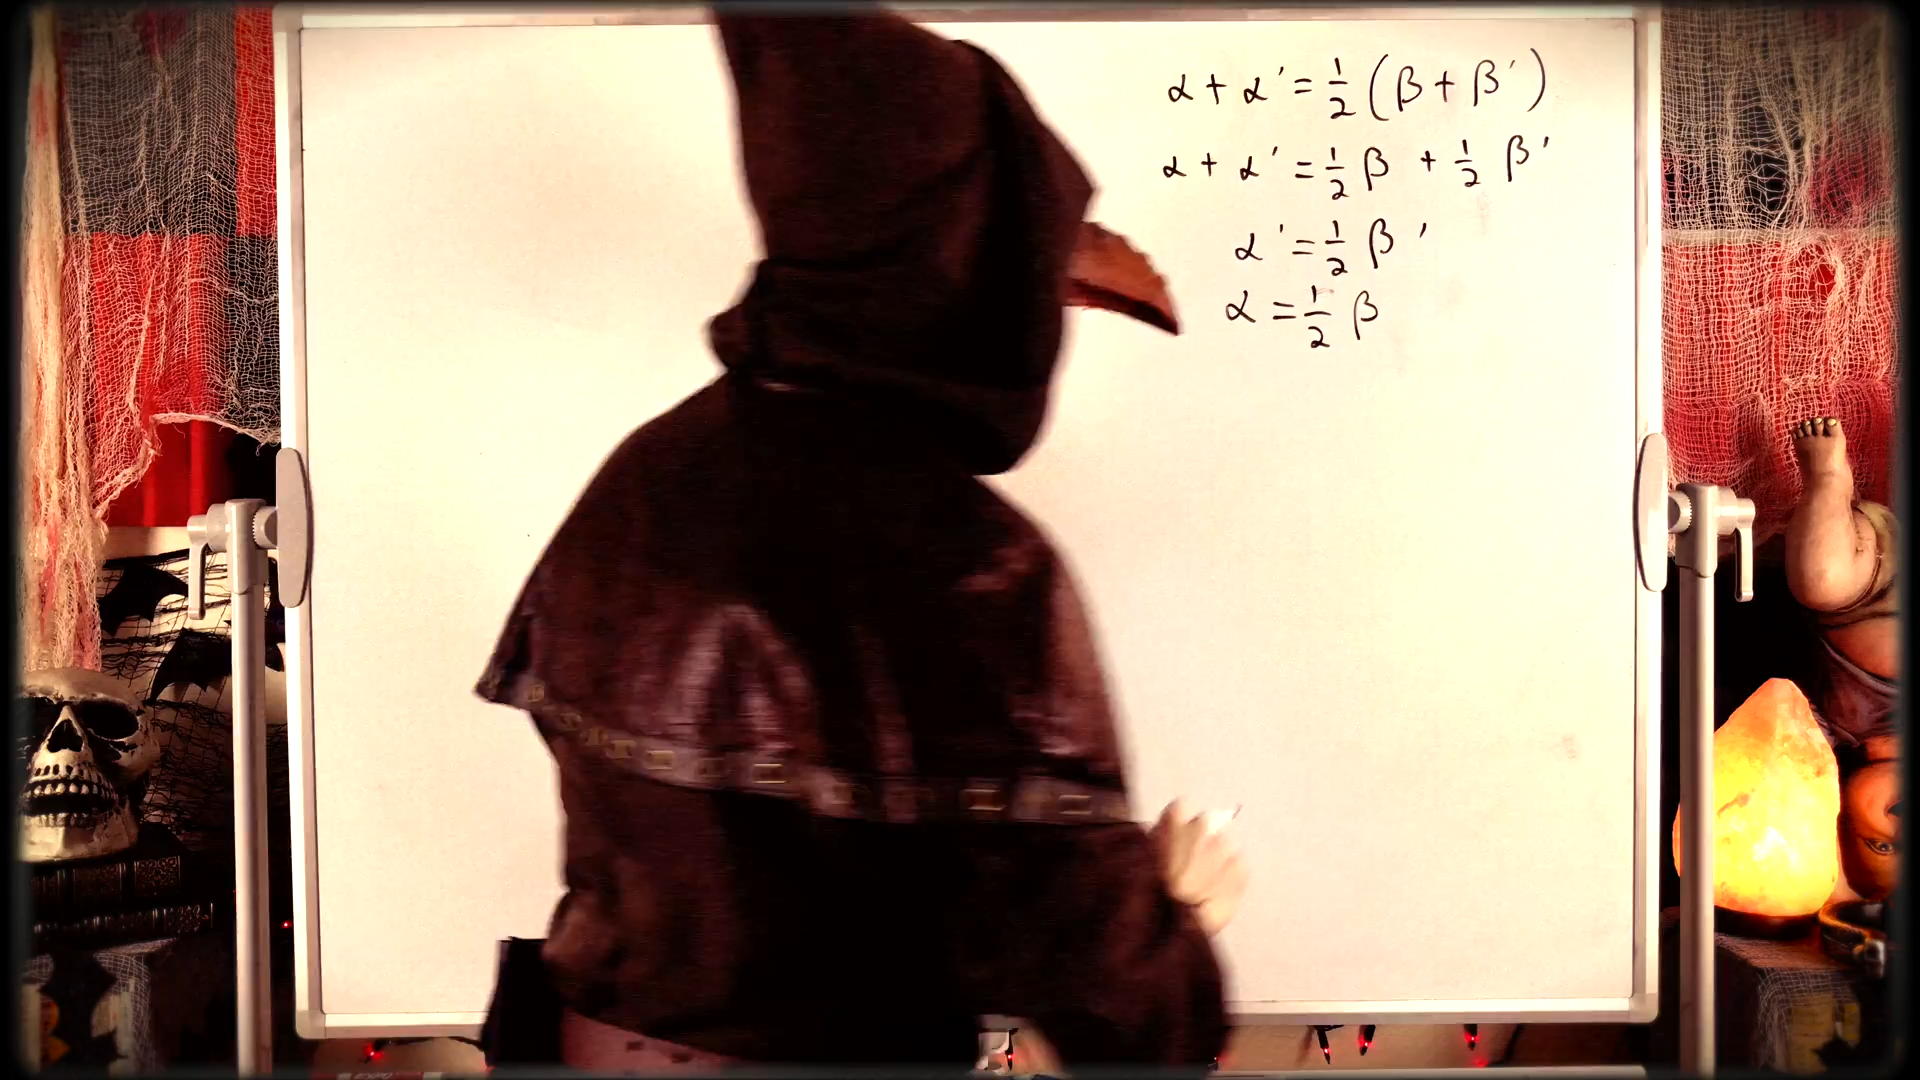 α + α' = 1/2 (β + β')
α + α' = 1/2 β + 1/2 β'
α' = 1/2 β'
α = 1/2 β